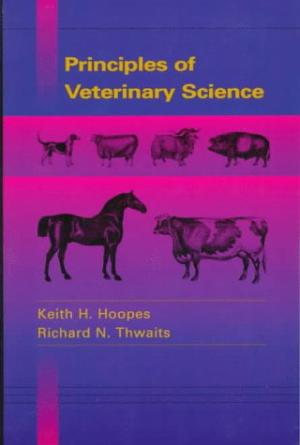 Principles of
Veterinary Science
Keith H. Hoopes
Richard N. Thwaits